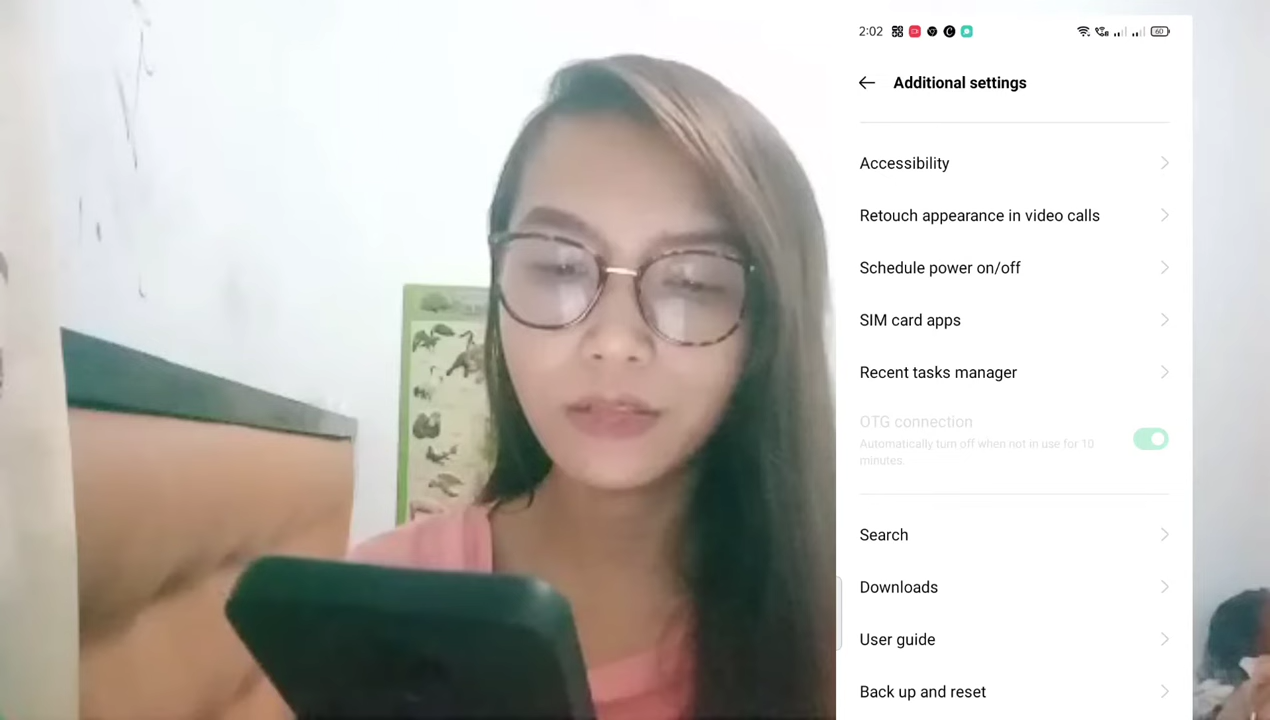 2:02
60
Additional settings
Accessibility
Retouch appearance in video calls
Schedule power on/off
SIM card apps
Recent tasks manager
OTG connection
Automatically turn off when not in use for 10
minutes
Search
Downloads
User guide
Back up and reset